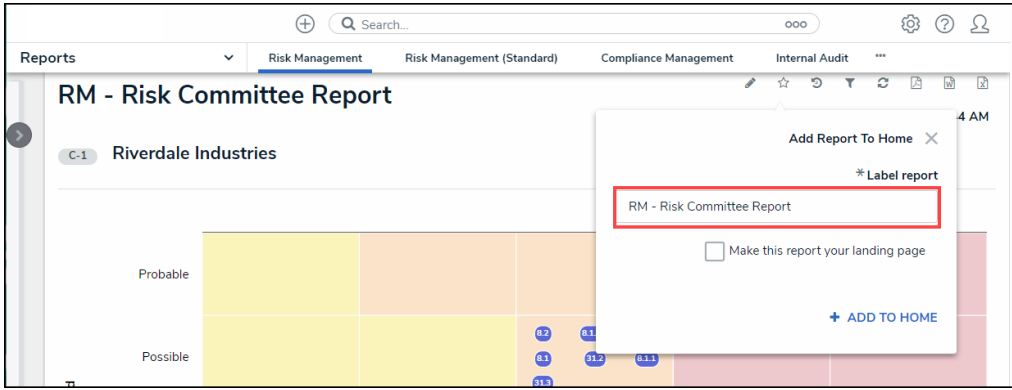 Search...
ooo
Reports
Risk Management
Risk Management (Standard)
Compliance Management
Internal Audit
RM - Risk Committee Report
4 AM
C-1
Riverdale Industries
Add Report To Home
* Label report
RM - Risk Committee Report
Make this report your landing page
+ ADD TO HOME
Probable
Possible
8.2
8.1
31.2
8.1.1
31.3